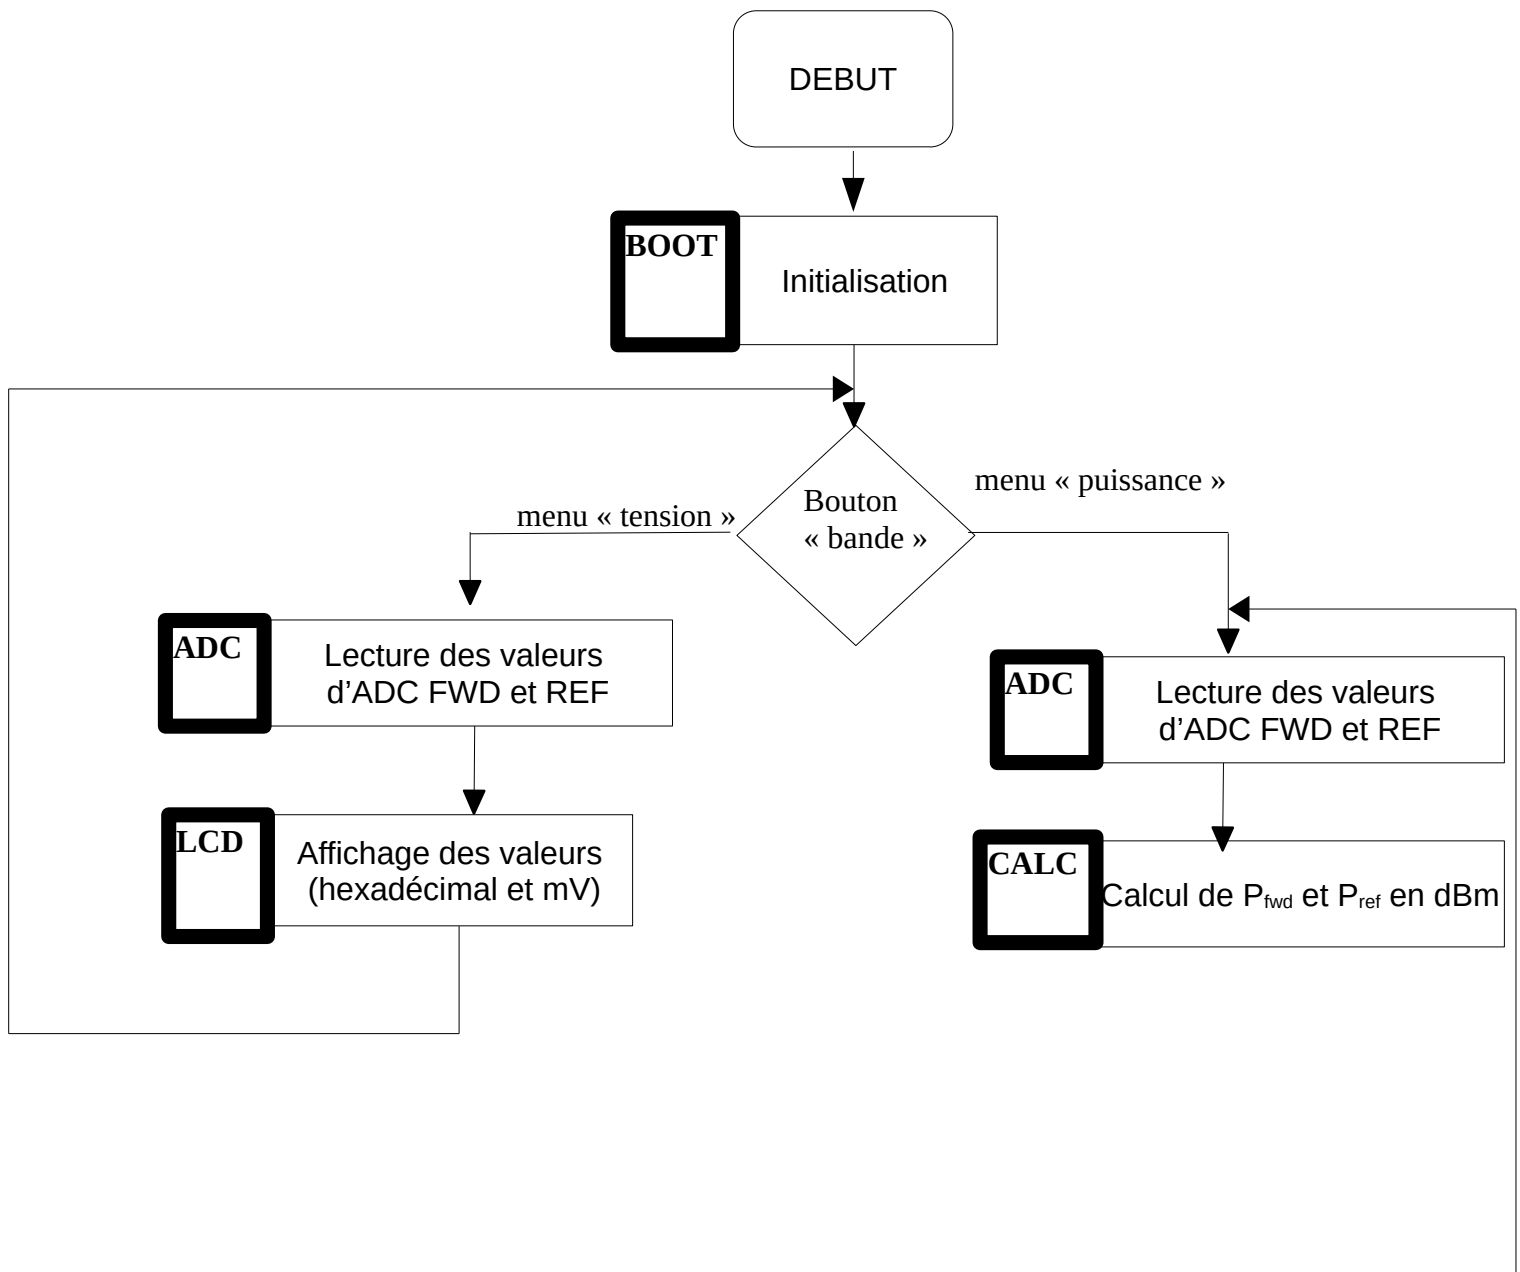 DEBUT
BOOT
Initialisation
Bouton
« bande »
menu « tension »
menu « puissance »
ADC
Lecture des valeurs
d’ADC FWD et REF
LCD
Affichage des valeurs
(hexadécimal et mV)
ADC
Lecture des valeurs
d’ADC FWD et REF
CALC
Calcul de Pfwd et Pref en dBm